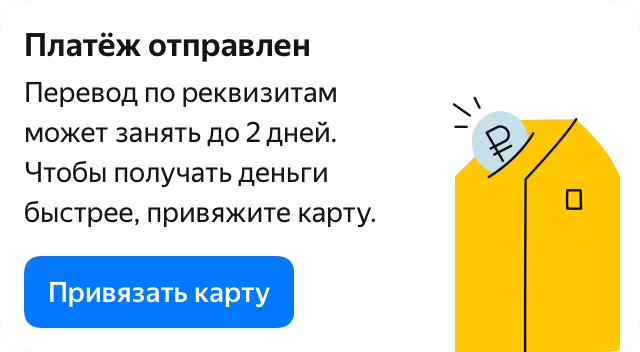 Платёж отправлен
Перевод по реквизитам
может занять до 2 дней.
Чтобы получать деньги
быстрее, привяжите карту.
₽
Привязать карту